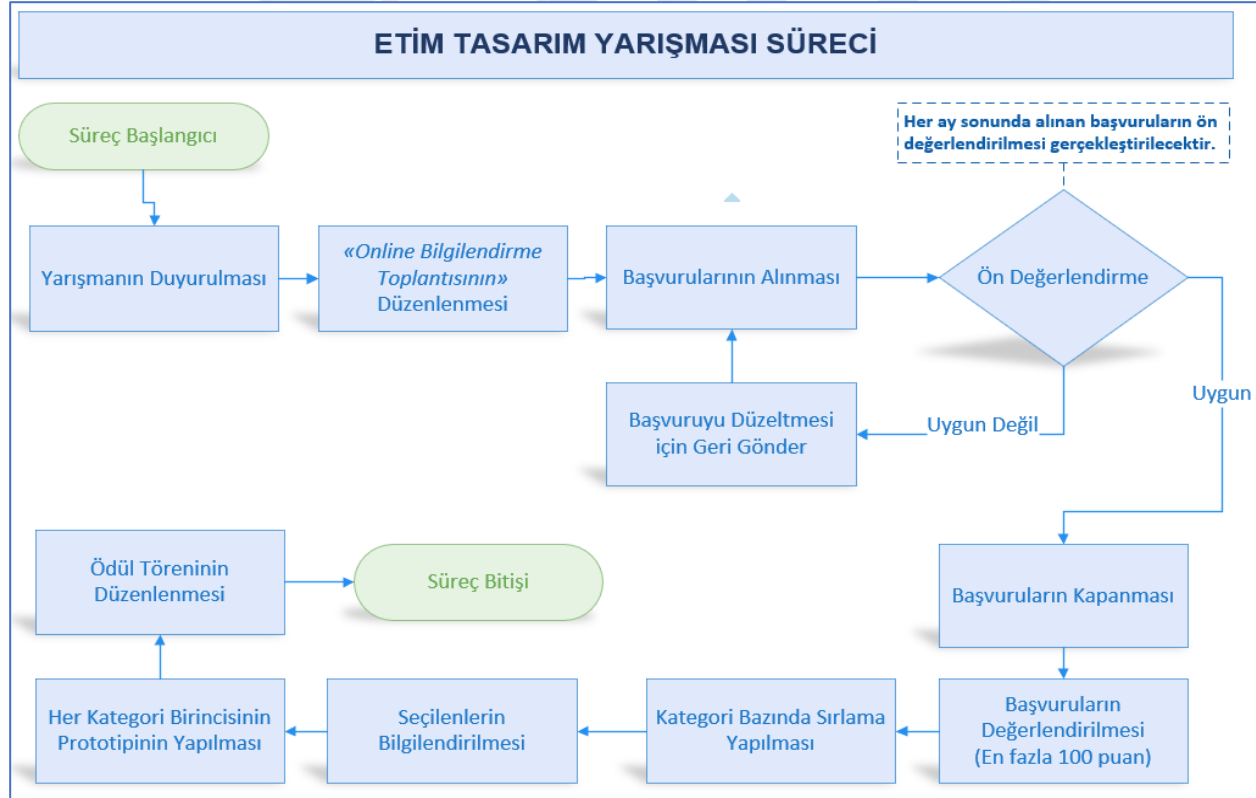 ETİM TASARIM YARIŞMASI SÜRECİ
Süreç Başlangıcı
Her ay sonunda alınan başvuruların ön
değerlendirilmesi gerçekleştirilecektir.
Yarışmanın Duyurulması
«Online Bilgilendirme
Toplantısının»
Düzenlenmesi
Başvurularının Alınması
Ön Değerlendirme
Uygun
Uygun Değil
Başvuruyu Düzeltmesi
için Geri Gönder
Başvuruların Kapanması
Başvuruların
Değerlendirilmesi
(En fazla 100 puan)
Kategori Bazında Sırlama
Yapılması
Seçilenlerin
Bilgilendirilmesi
Her Kategori Birincisinin
Prototipinin Yapılması
Ödül Töreninin
Düzenlenmesi
Süreç Bitişi